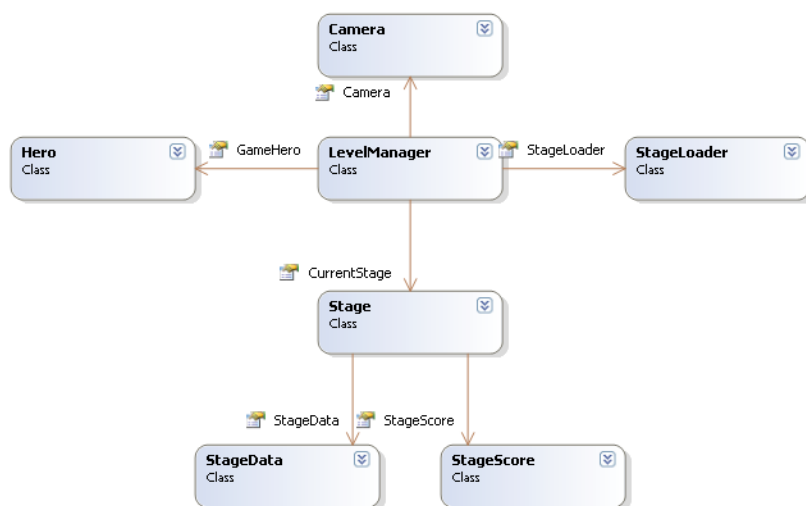 Camera
Class
Camera
Hero
Class
GameHero
LevelManager
Class
StageLoader
StageLoader
Class
CurrentStage
Stage
Class
StageData
StageScore
StageData
Class
StageScore
Class